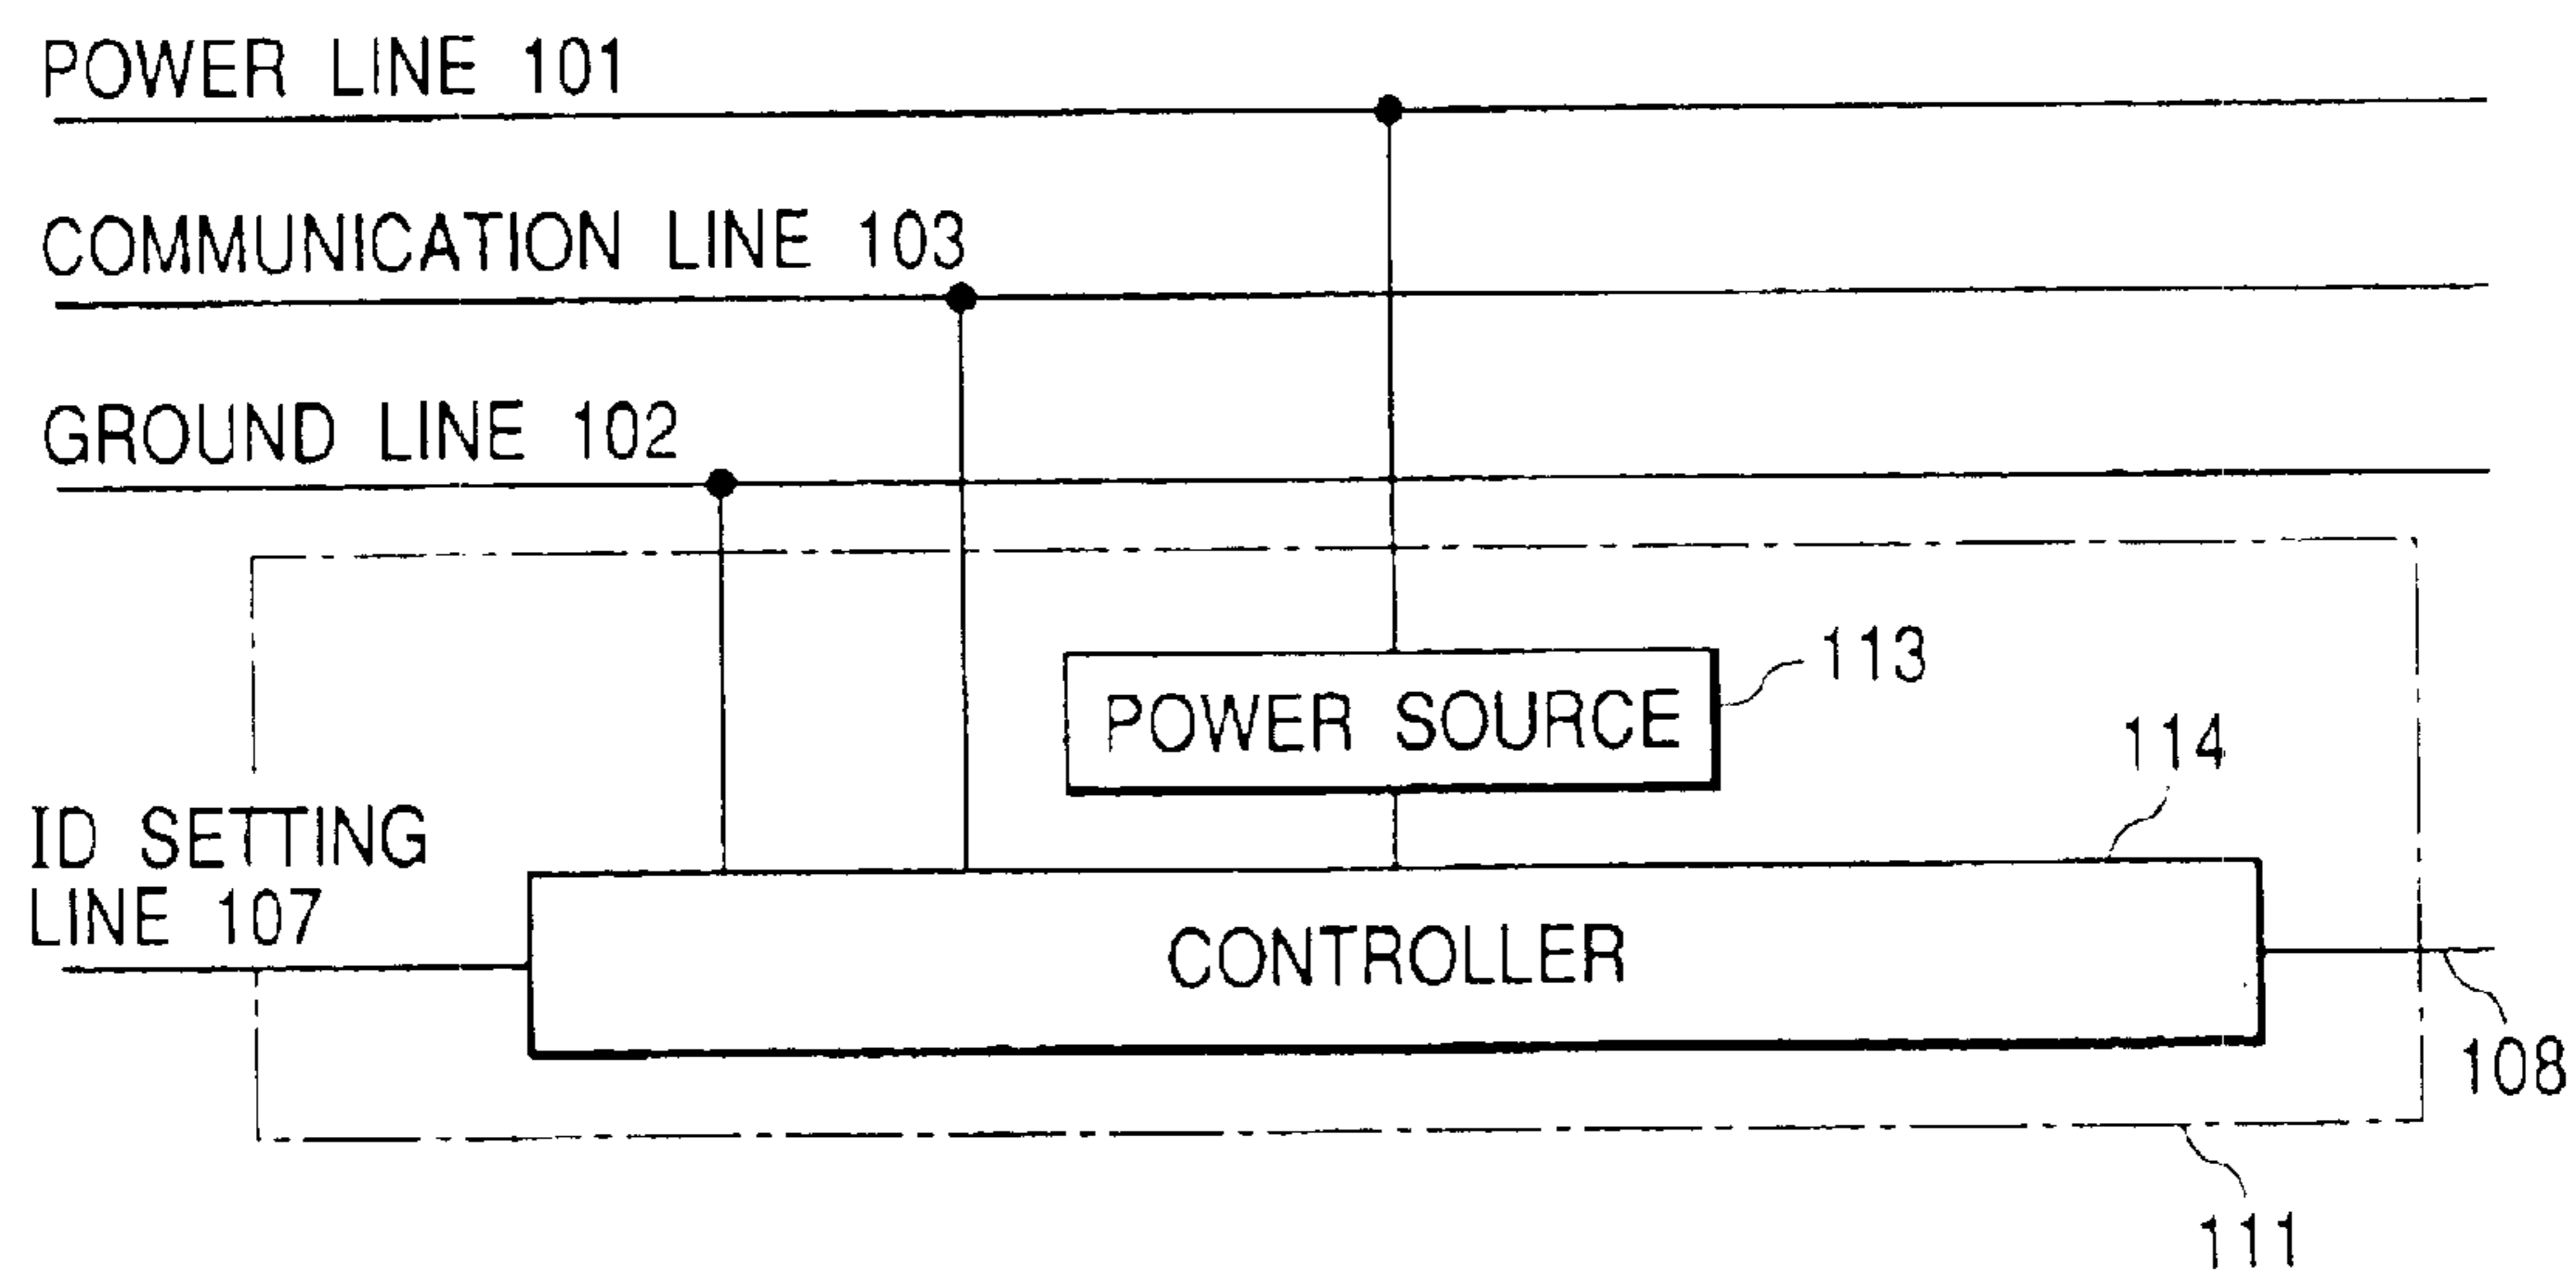 POWER LINE 101
COMMUNICATION LINE 103
GROUND LINE 102
113
POWER SOURCE
114
ID SETTING
LINE 107
CONTROLLER
108
111